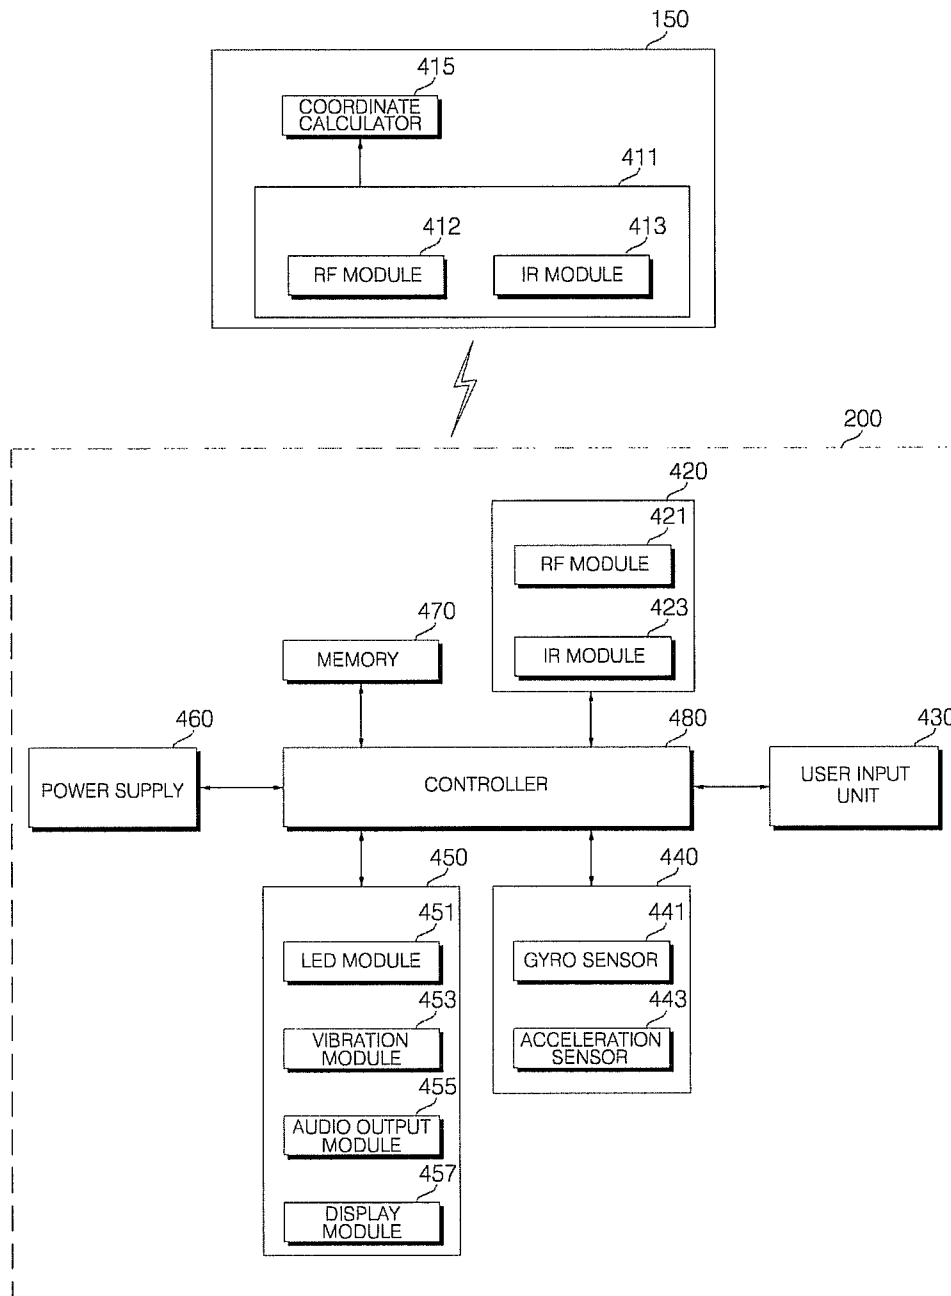 150
415
COORDINATE
CALCULATOR
411
412
413
RF MODULE
IR MODULE
200
420
421
RF MODULE
470
423
MEMORY
IR MODULE
460
480
430
POWER SUPPLY
CONTROLLER
USER INPUT
UNIT
450
440
451
441
LED MODULE
GYRO SENSOR
453
443
VIBRATION
MODULE
ACCELERATION
SENSOR
455
AUDIO OUTPUT
MODULE
457
DISPLAY
MODULE